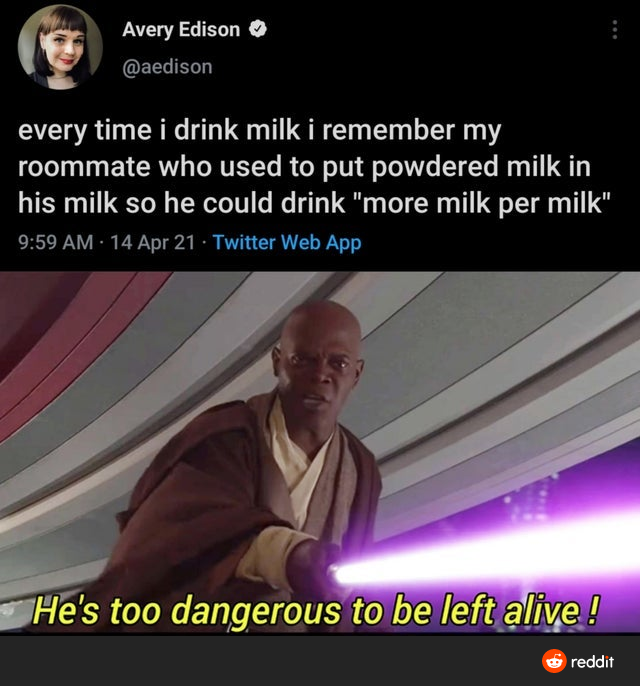 Avery Edison
@aedison
every time i drink milk i remember my
roommate who used to put powdered milk in
his milk so he could drink "more milk per milk"
9:59 AM · 14 Apr 21 · Twitter Web App
He's too dangerous to be left alive !
reddit